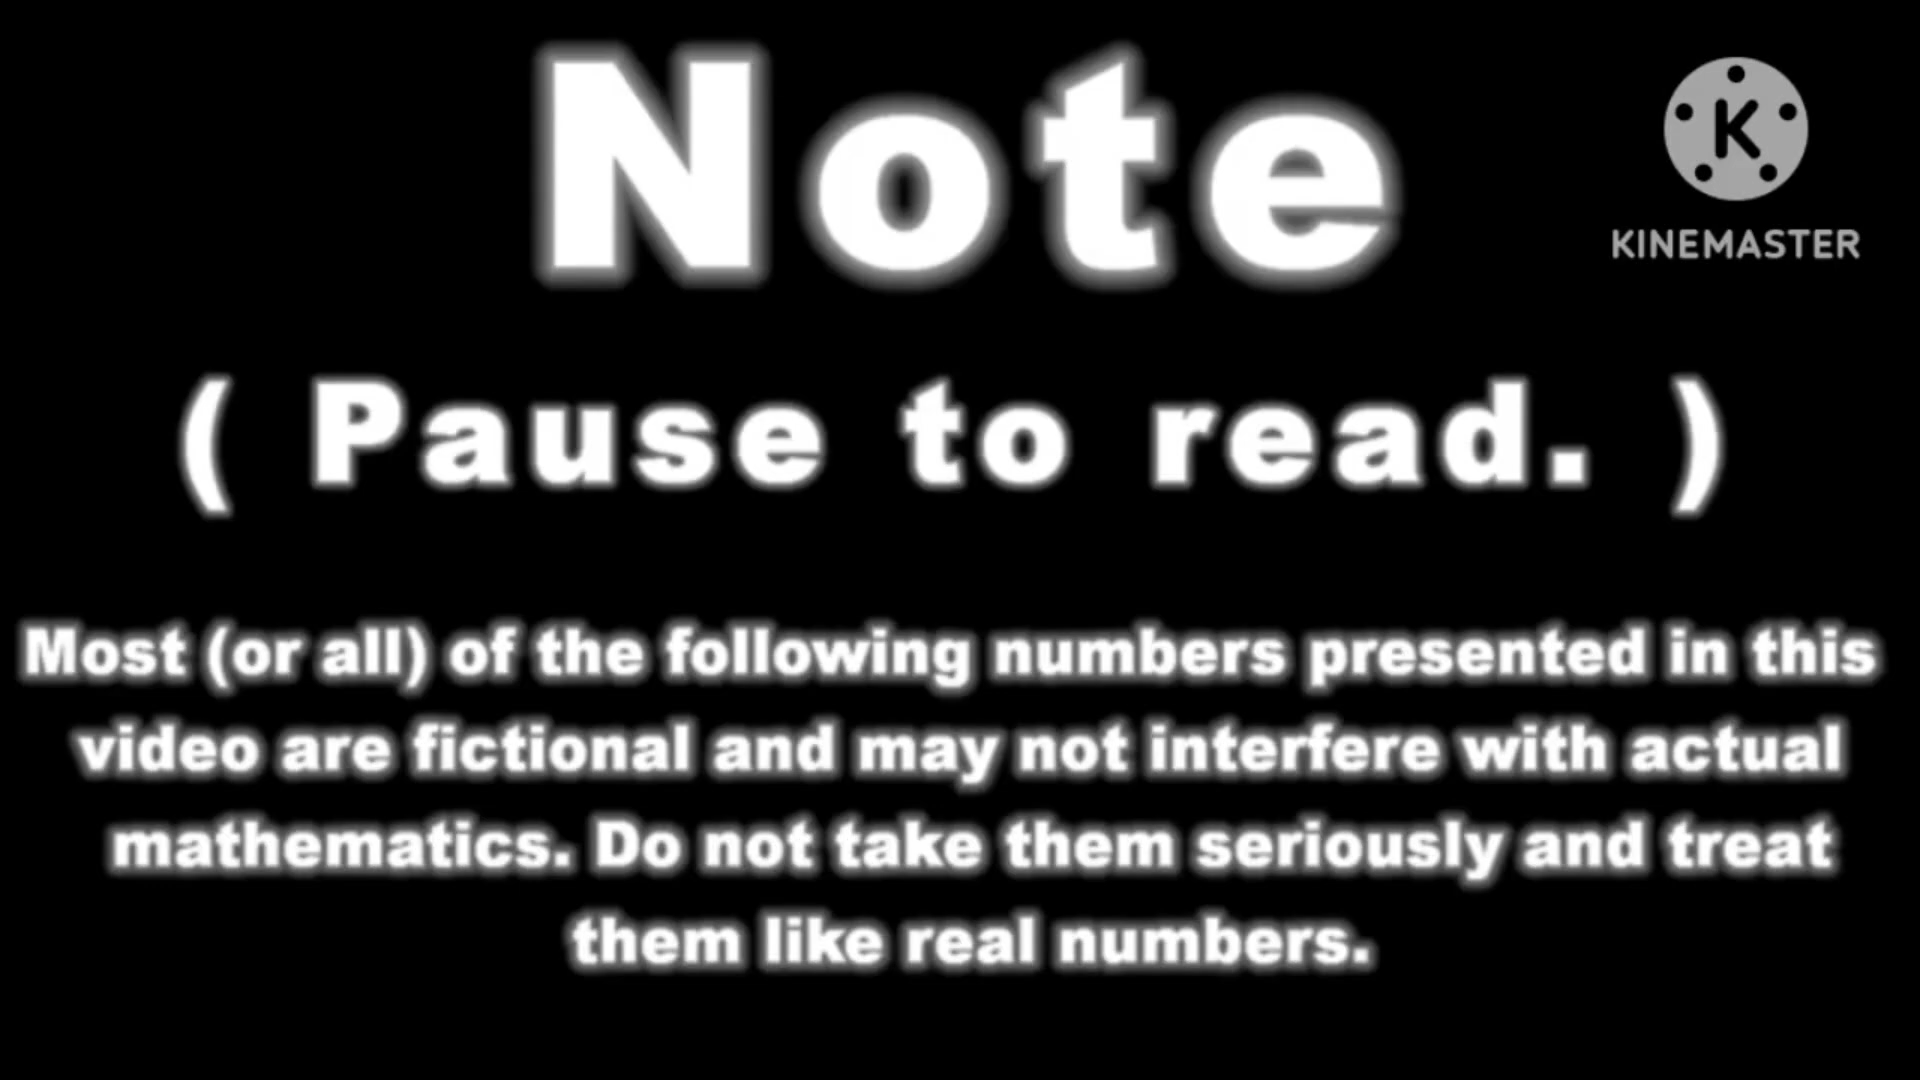 Note
K
KINEMASTER
( Pause to read. )
Most (or all) of the following numbers presented in this
video are fictional and may not interfere with actual
mathematics. Do not take them seriously and treat
them like real numbers.